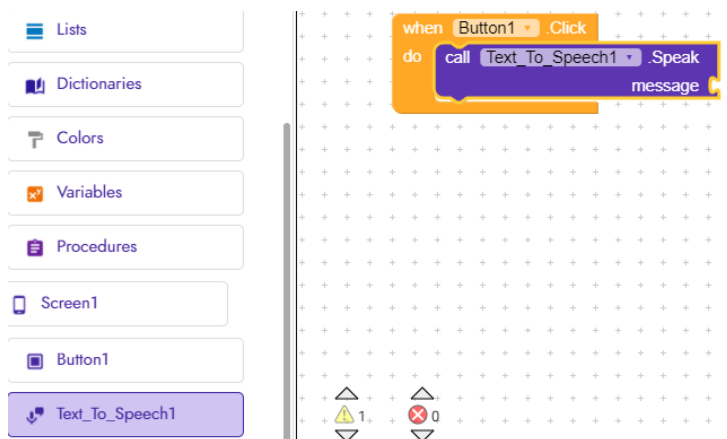 Lists
Dictionaries
Colors
Variables
Procedures
Screen1
Button1
Text_To_Speech1
when Button1 .Click
do call Text_To_Speech1 .Speak
message
1
0